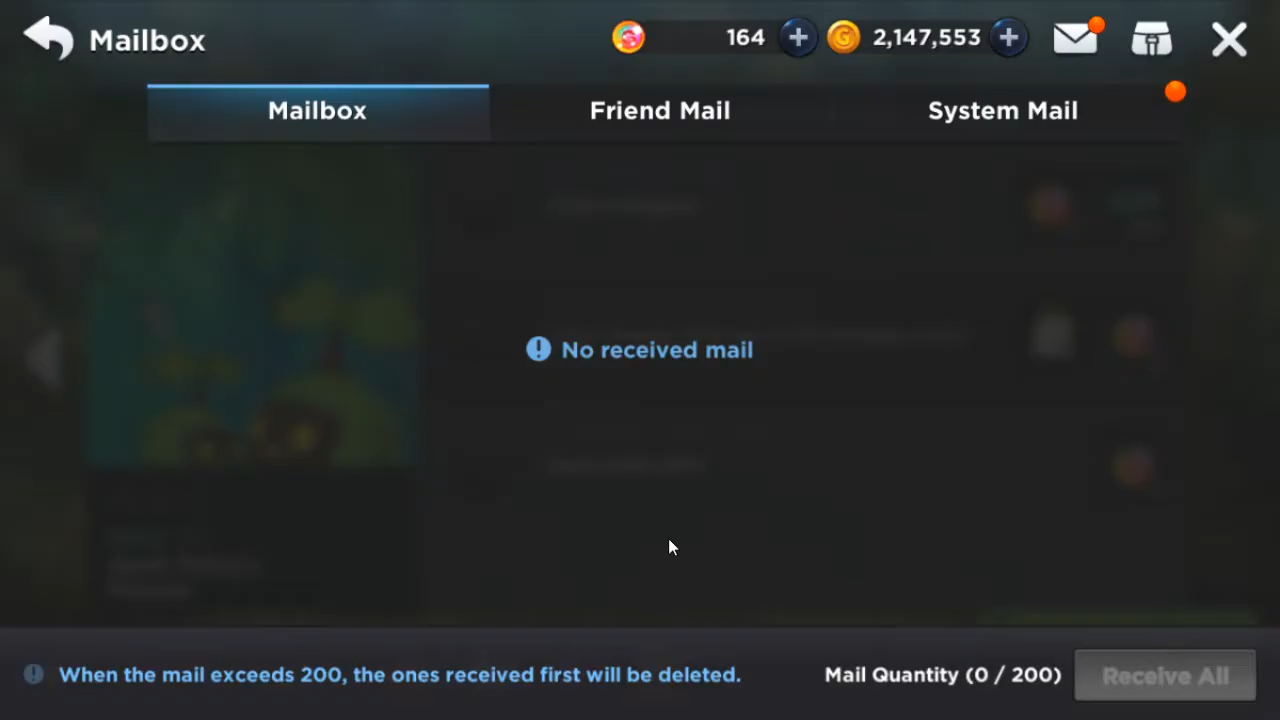 Mailbox
164
2,147,553
Mailbox
Friend Mail
System Mail
No received mail
When the mail exceeds 200, the ones received first will be deleted.
Mail Quantity (0 / 200)
Receive All